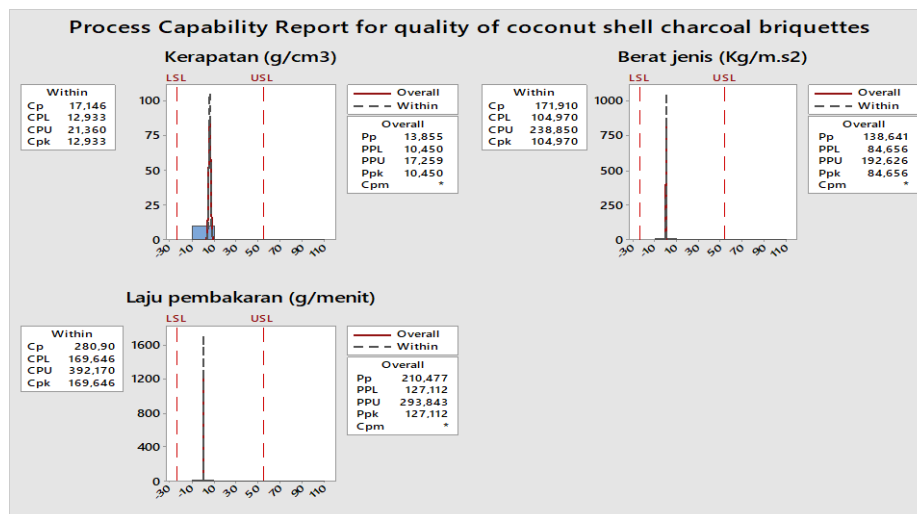 Process Capability Report for quality of coconut shell charcoal briquettes
Kerapatan (g/cm3)
LSL USL
Within
Cp 17,146
CPL 12,933
CPU 21,360
Cpk 12,933
100
75
50
25
0
-30 -10 10 30 50 70 90 110
Overall
Within
Overall
Pp 13,855
PPL 10,450
PPU 17,259
Ppk 10,450
Cpm *
Berat jenis (Kg/m.s2)
LSL USL
Within
Cp 171,910
CPL 104,970
CPU 238,850
Cpk 104,970
1000
750
500
250
0
-30 -10 10 30 50 70 90 110
Overall
Within
Overall
Pp 138,641
PPL 84,656
PPU 192,626
Ppk 84,656
Cpm *
Laju pembakaran (g/menit)
LSL USL
Within
Cp 280,90
CPL 169,646
CPU 392,170
Cpk 169,646
1600
1200
800
400
0
-30 -10 10 30 50 70 90 110
Overall
Within
Overall
Pp 210,477
PPL 127,112
PPU 293,843
Ppk 127,112
Cpm *